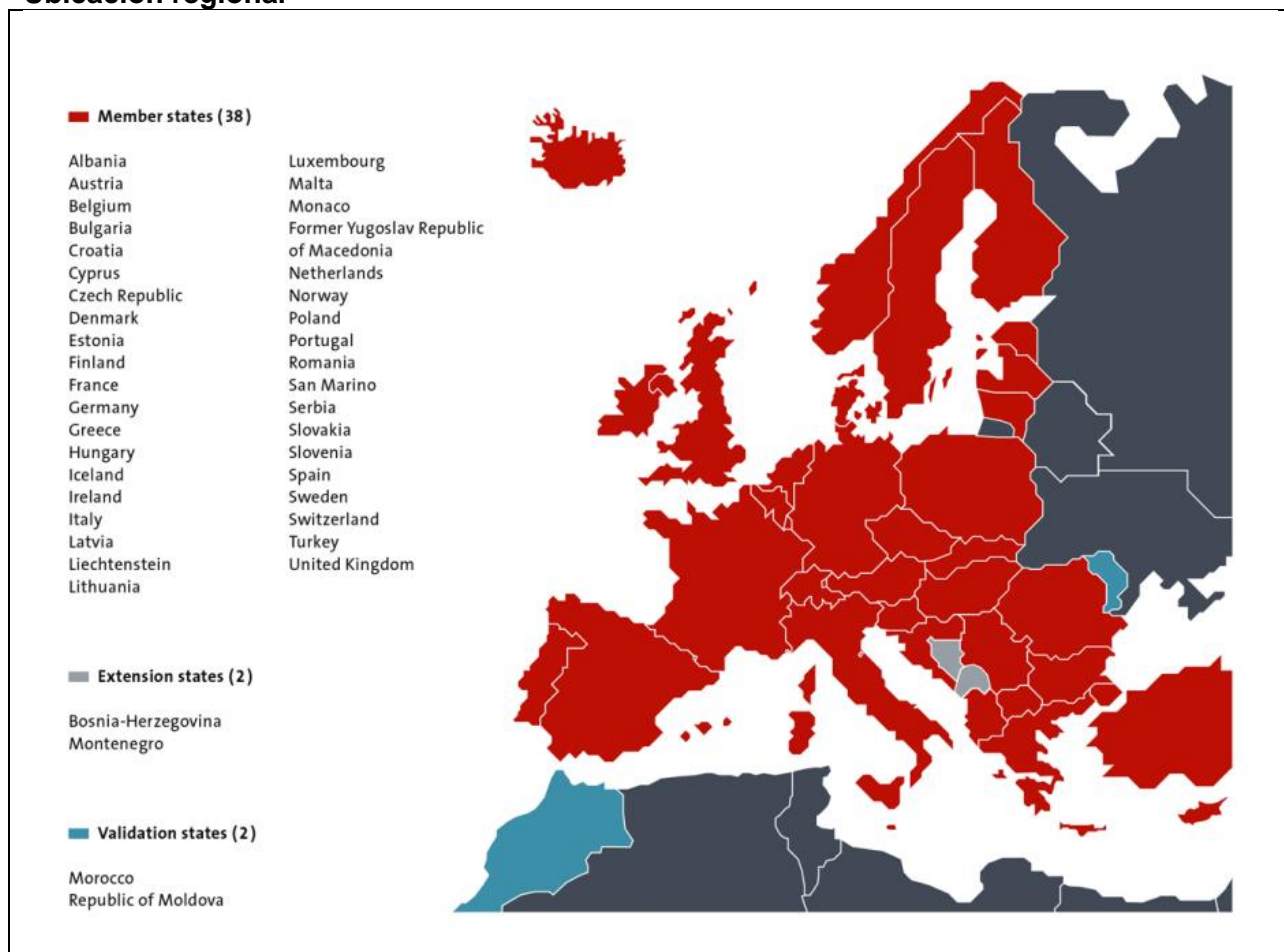 Ubicación regional
Member states (38)
Albania
Austria
Belgium
Bulgaria
Croatia
Cyprus
Czech Republic
Denmark
Estonia
Finland
France
Germany
Greece
Hungary
Iceland
Ireland
Italy
Latvia
Liechtenstein
Lithuania
Luxembourg
Malta
Monaco
Former Yugoslav Republic
of Macedonia
Netherlands
Norway
Poland
Portugal
Romania
San Marino
Serbia
Slovakia
Slovenia
Spain
Sweden
Switzerland
Turkey
United Kingdom
Extension states (2)
Bosnia-Herzegovina
Montenegro
Validation states (2)
Morocco
Republic of Moldova